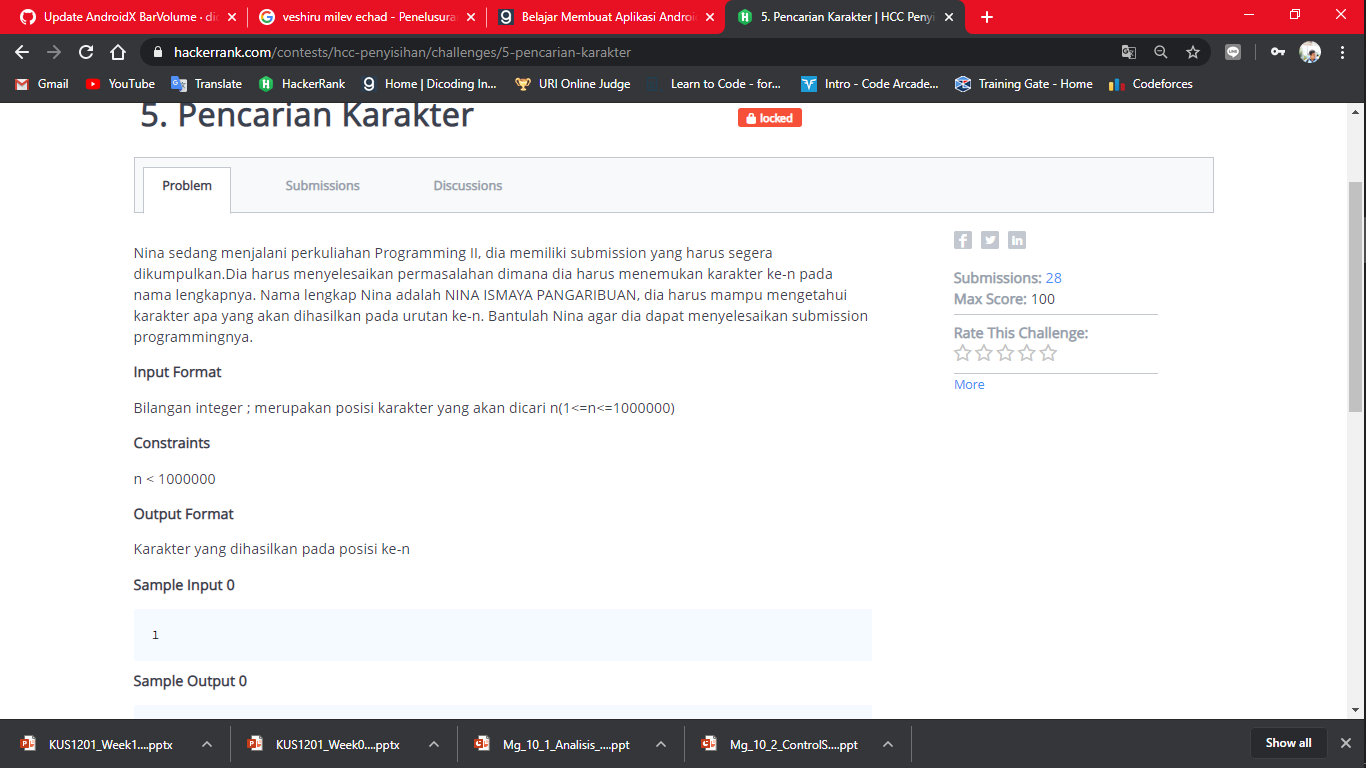 Update AndroidX BarVolume · dic
veshiru milev echad - Penelusura
Belajar Membuat Aplikasi Androi
5. Pencarian Karakter | HCC Penyi
hackerrank.com/contests/hcc-penyisihan/challenges/5-pencarian-karakter
Gmail YouTube Translate HackerRank Home | Dicoding In... URI Online Judge Learn to Code - for... Intro - Code Arcade... Training Gate - Home Codeforces
5. Pencarian Karakter
locked
Problem Submissions Discussions
Nina sedang menjalani perkuliahan Programming II, dia memiliki submission yang harus segera
dikumpulkan.Dia harus menyelesaikan permasalahan dimana dia harus menemukan karakter ke-n pada
nama lengkapnya. Nama lengkap Nina adalah NINA ISMAYA PANGARIBUAN, dia harus mampu mengetahui
karakter apa yang akan dihasilkan pada urutan ke-n. Bantulah Nina agar dia dapat menyelesaikan submission
programmingnya.
Input Format
Bilangan integer ; merupakan posisi karakter yang akan dicari n(1<=n<=1000000)
Constraints
n < 1000000
Output Format
Karakter yang dihasilkan pada posisi ke-n
Sample Input 0
1
Sample Output 0
Submissions: 28
Max Score: 100
Rate This Challenge:
More
KUS1201_Week1....pptx
KUS1201_Week0....pptx
Mg_10_1_Analisis_....ppt
Mg_10_2_ControlS....ppt
Show all